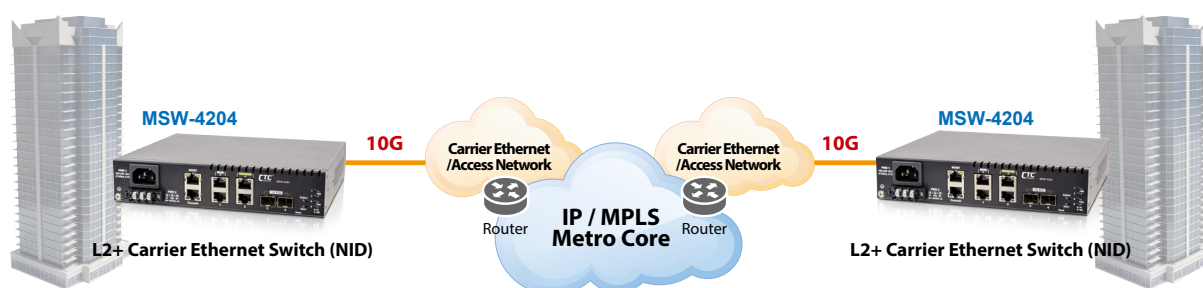 MSW-4204
10G
Carrier Ethernet
/Access Network
Router
IP / MPLS
Metro Core
Carrier Ethernet
/Access Network
Router
10G
MSW-4204
CTC
CTC
L2+ Carrier Ethernet Switch (NID)
L2+ Carrier Ethernet Switch (NID)